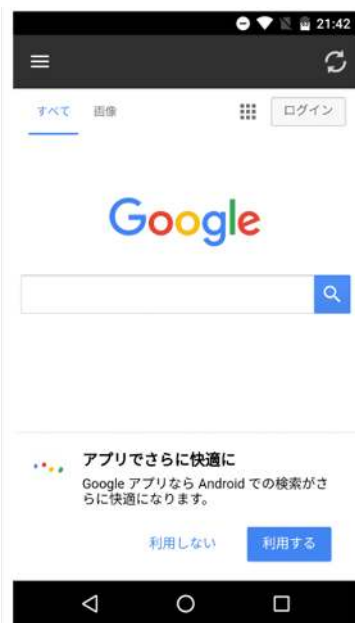 21:42
すべて 画像 ログイン
Google
アプリでさらに快適に
Google アプリなら Android での検索がさ
らに快適になります。
利用しない 利用する